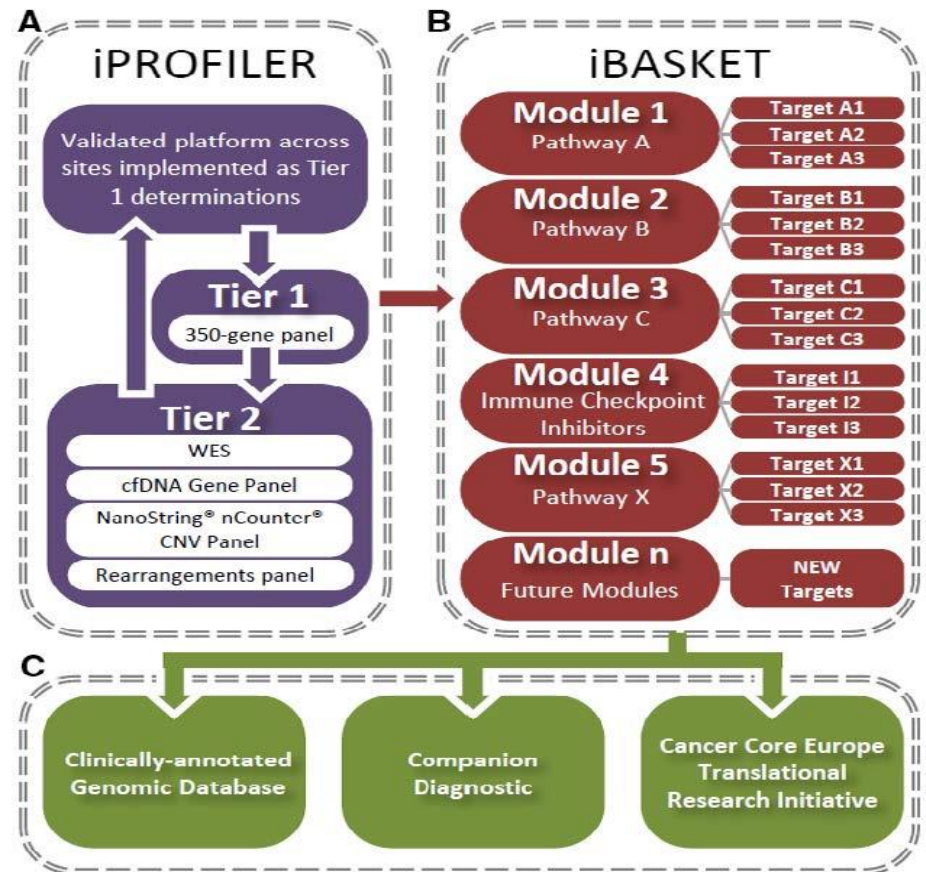 A
iPROFILER
Validated platform across
sites implemented as Tier
1 determinations
Tier 1
350-gene panel
Tier 2
WES
cfDNA Gene Panel
NanoString® nCounter®
CNV Panel
Rearrangements panel
B
iBASKET
Module 1
Pathway A
Target A1
Target A2
Target A3
Module 2
Pathway B
Target B1
Target B2
Target B3
Module 3
Pathway C
Target C1
Target C2
Target C3
Module 4
Immune Checkpoint
Inhibitors
Target I1
Target I2
Target I3
Module 5
Pathway X
Target X1
Target X2
Target X3
Module n
Future Modules
NEW
Targets
C
Clinically-annotated
Genomic Database
Companion
Diagnostic
Cancer Core Europe
Translational
Research Initiative